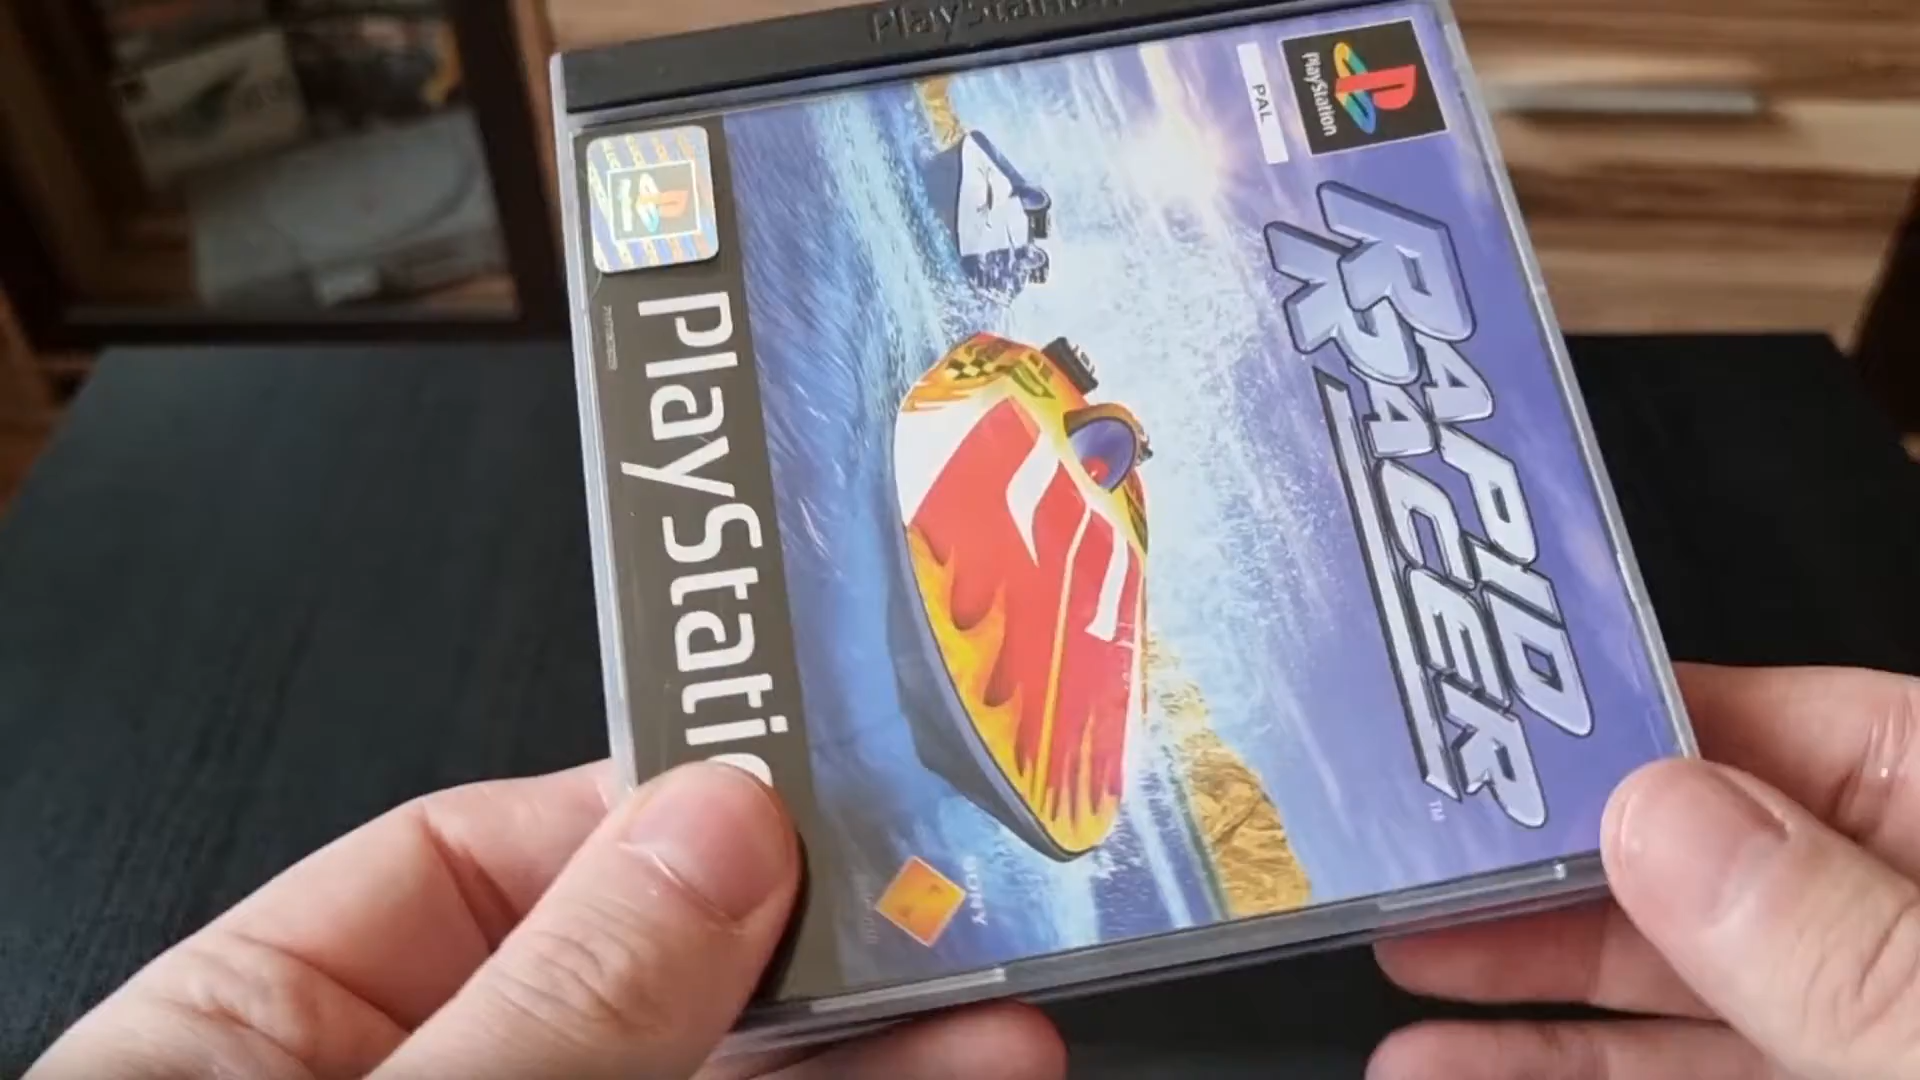 PlayStation
PlayStation
PAL
RAPID
RACER
TM
PlayStatio
SONY